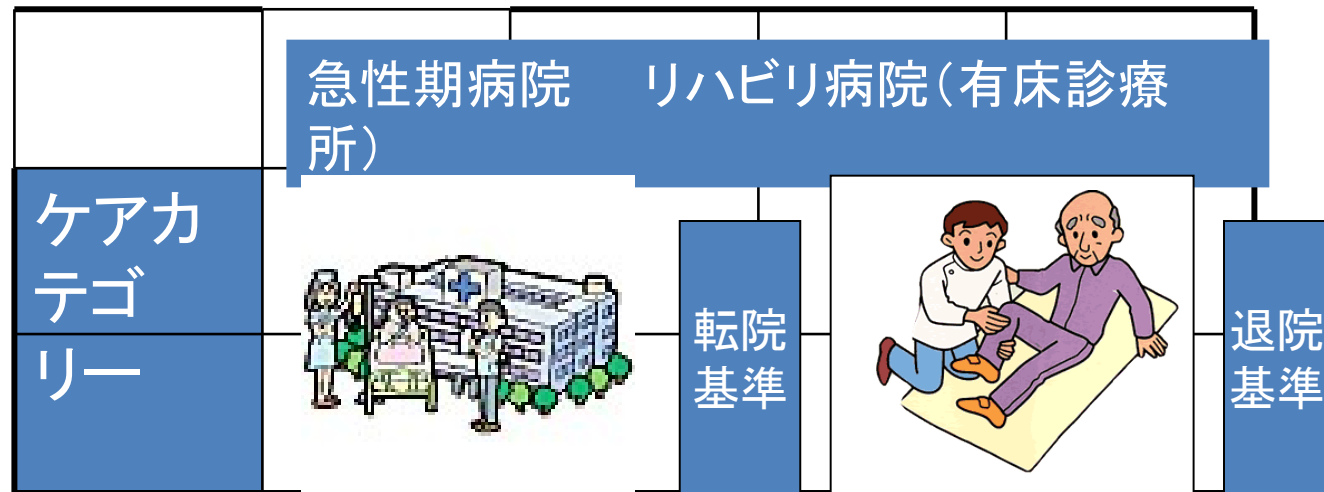 急性期病院　リハビリ病院（有床診療
所）
ケアカ
テゴ
リー
転院
基準
退院
基準